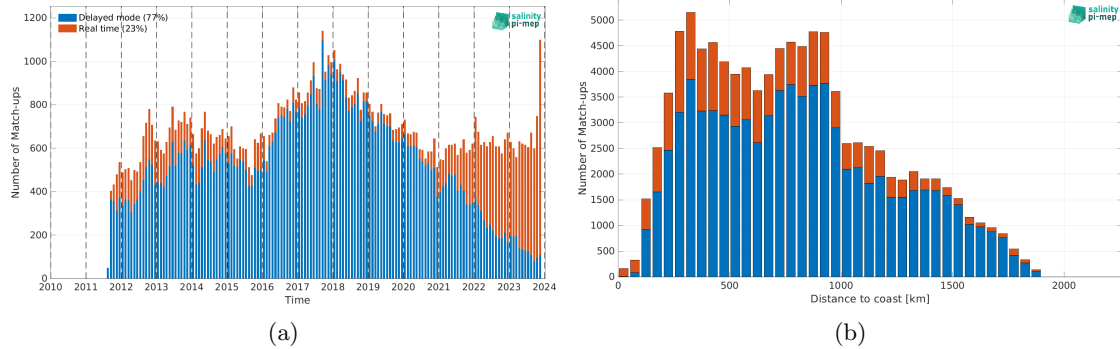 Delayed mode (77%)
Real time (23%)
salinity
pi-mep
Number of Match-ups
1200
1000
800
600
400
200
0
2010 2011 2012 2013 2014 2015 2016 2017 2018 2019 2020 2021 2022 2023 2024
Time
(a)
salinity
pi-mep
Number of Match-ups
5000
4500
4000
3500
3000
2500
2000
1500
1000
500
0
0 500 1000 1500 2000
Distance to coast [km]
(b)